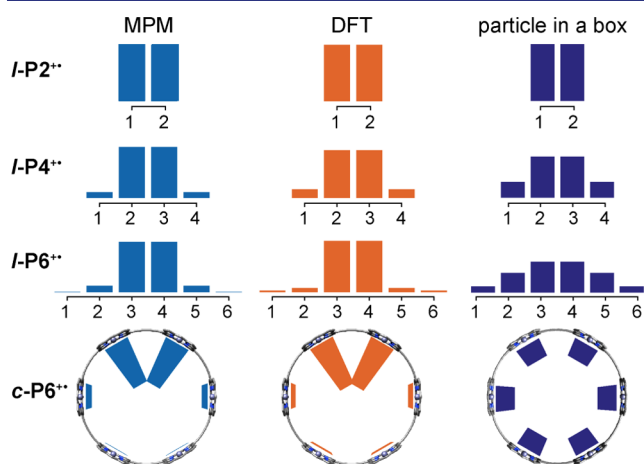 MPM DFT particle in a box
l-P2⁺•
1 2 1 2 1 2
l-P4⁺•
1 2 3 4 1 2 3 4 1 2 3 4
l-P6⁺•
1 2 3 4 5 6 1 2 3 4 5 6 1 2 3 4 5 6
c-P6⁺•